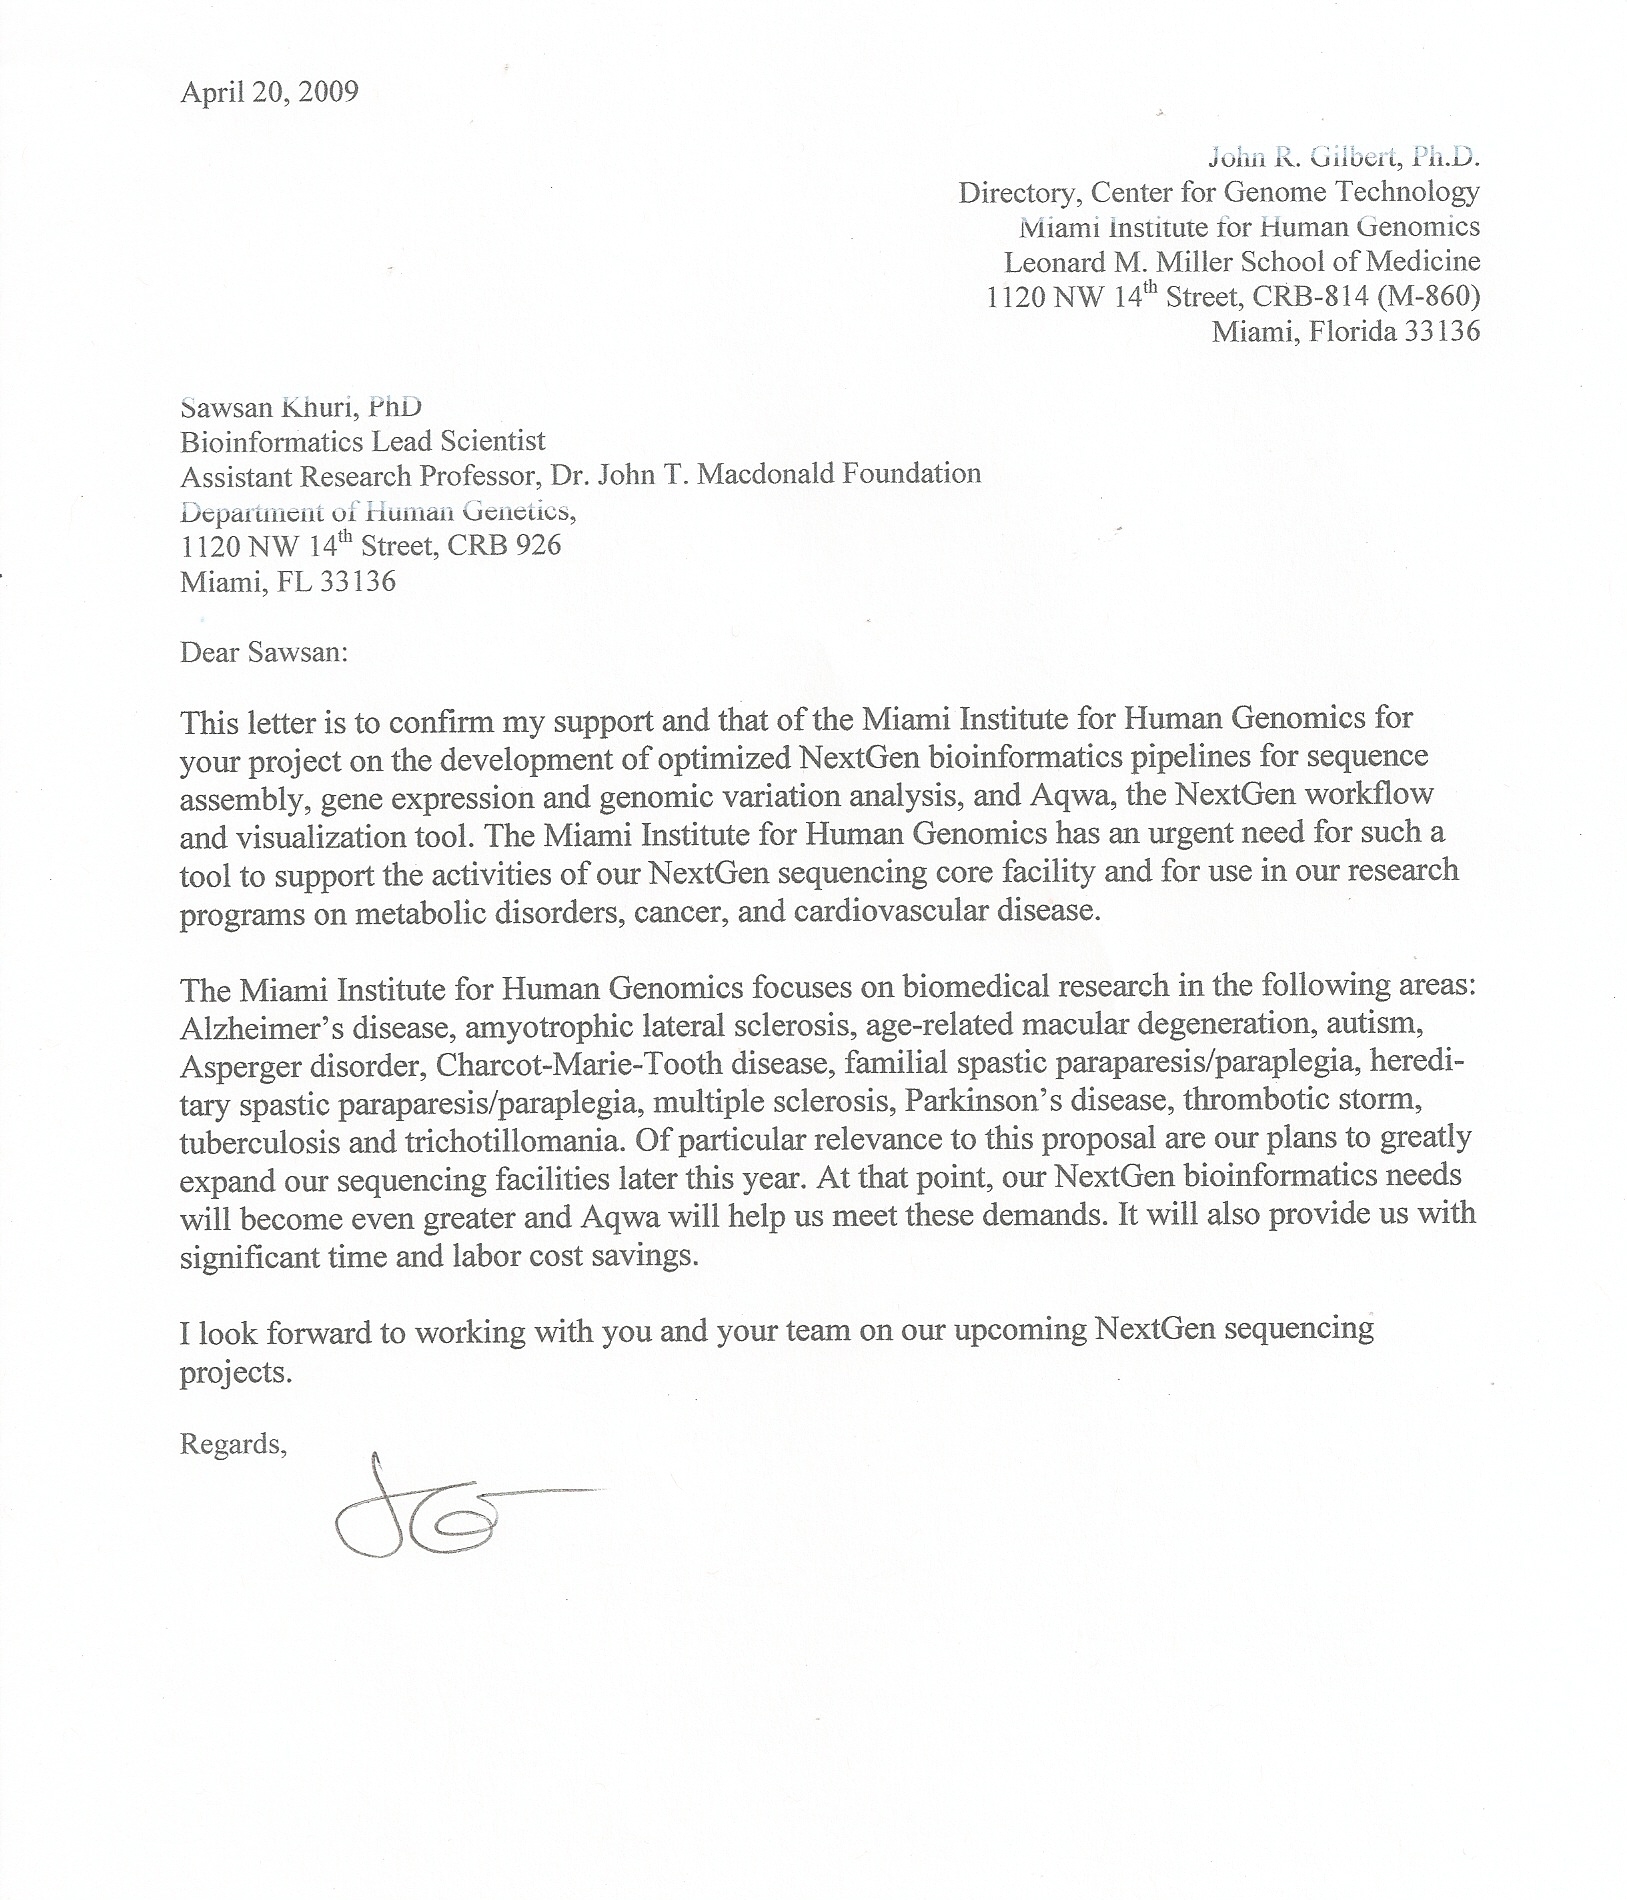 April 20, 2009
John R. Gilbert, Ph.D.
Directory, Center for Genome Technology
Miami Institute for Human Genomics
Leonard M. Miller School of Medicine
1120 NW 14th Street, CRB-814 (M-860)
Miami, Florida 33136
Sawsan Khuri, PhD
Bioinformatics Lead Scientist
Assistant Research Professor, Dr. John T. Macdonald Foundation
Department of Human Genetics,
1120 NW 14th Street, CRB 926
Miami, FL 33136
Dear Sawsan:
This letter is to confirm my support and that of the Miami Institute for Human Genomics for
your project on the development of optimized NextGen bioinformatics pipelines for sequence
assembly, gene expression and genomic variation analysis, and Aqwa, the NextGen workflow
and visualization tool. The Miami Institute for Human Genomics has an urgent need for such a
tool to support the activities of our NextGen sequencing core facility and for use in our research
programs on metabolic disorders, cancer, and cardiovascular disease.
The Miami Institute for Human Genomics focuses on biomedical research in the following areas:
Alzheimer's disease, amyotrophic lateral sclerosis, age-related macular degeneration, autism,
Asperger disorder, Charcot-Marie-Tooth disease, familial spastic paraparesis/paraplegia, heredi-
tary spastic paraparesis/paraplegia, multiple sclerosis, Parkinson's disease, thrombotic storm,
tuberculosis and trichotillomania. Of particular relevance to this proposal are our plans to greatly
expand our sequencing facilities later this year. At that point, our NextGen bioinformatics needs
will become even greater and Aqwa will help us meet these demands. It will also provide us with
significant time and labor cost savings.
I look forward to working with you and your team on our upcoming NextGen sequencing
projects.
Regards,